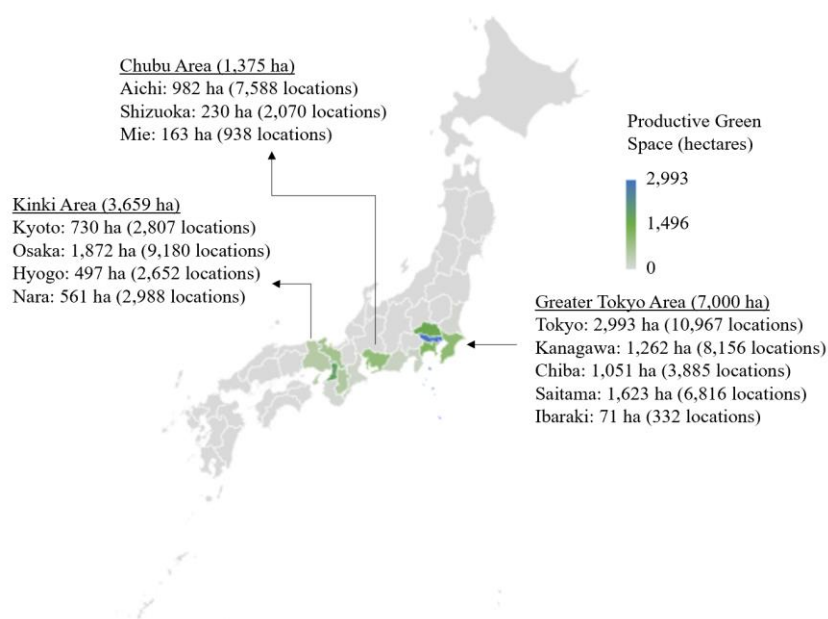 Chubu Area (1,375 ha)
Aichi: 982 ha (7,588 locations)
Shizuoka: 230 ha (2,070 locations)
Mie: 163 ha (938 locations)
Productive Green
Space (hectares)
2,993
1,496
0
Kinki Area (3,659 ha)
Kyoto: 730 ha (2,807 locations)
Osaka: 1,872 ha (9,180 locations)
Hyogo: 497 ha (2,652 locations)
Nara: 561 ha (2,988 locations)
Greater Tokyo Area (7,000 ha)
Tokyo: 2,993 ha (10,967 locations)
Kanagawa: 1,262 ha (8,156 locations)
Chiba: 1,051 ha (3,885 locations)
Saitama: 1,623 ha (6,816 locations)
Ibaraki: 71 ha (332 locations)